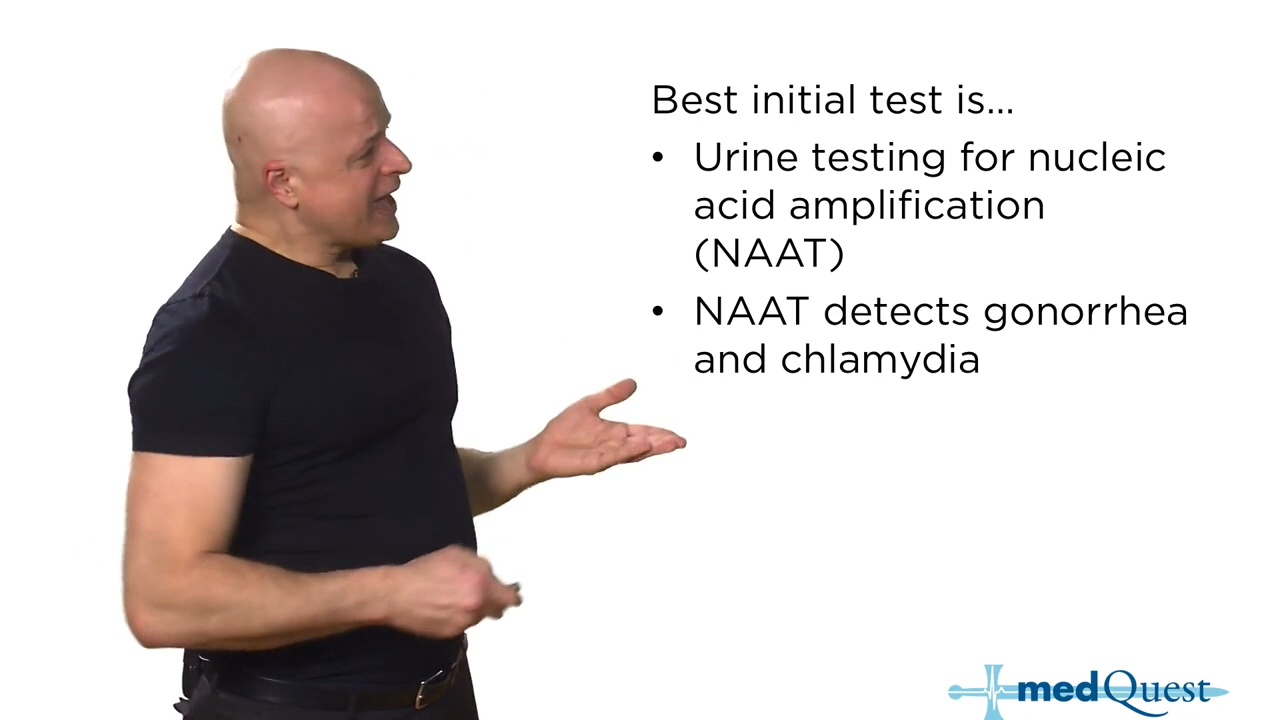 Best initial test is...
• Urine testing for nucleic
acid amplification
(NAAT)
• NAAT detects gonorrhea
and chlamydia
medQuest